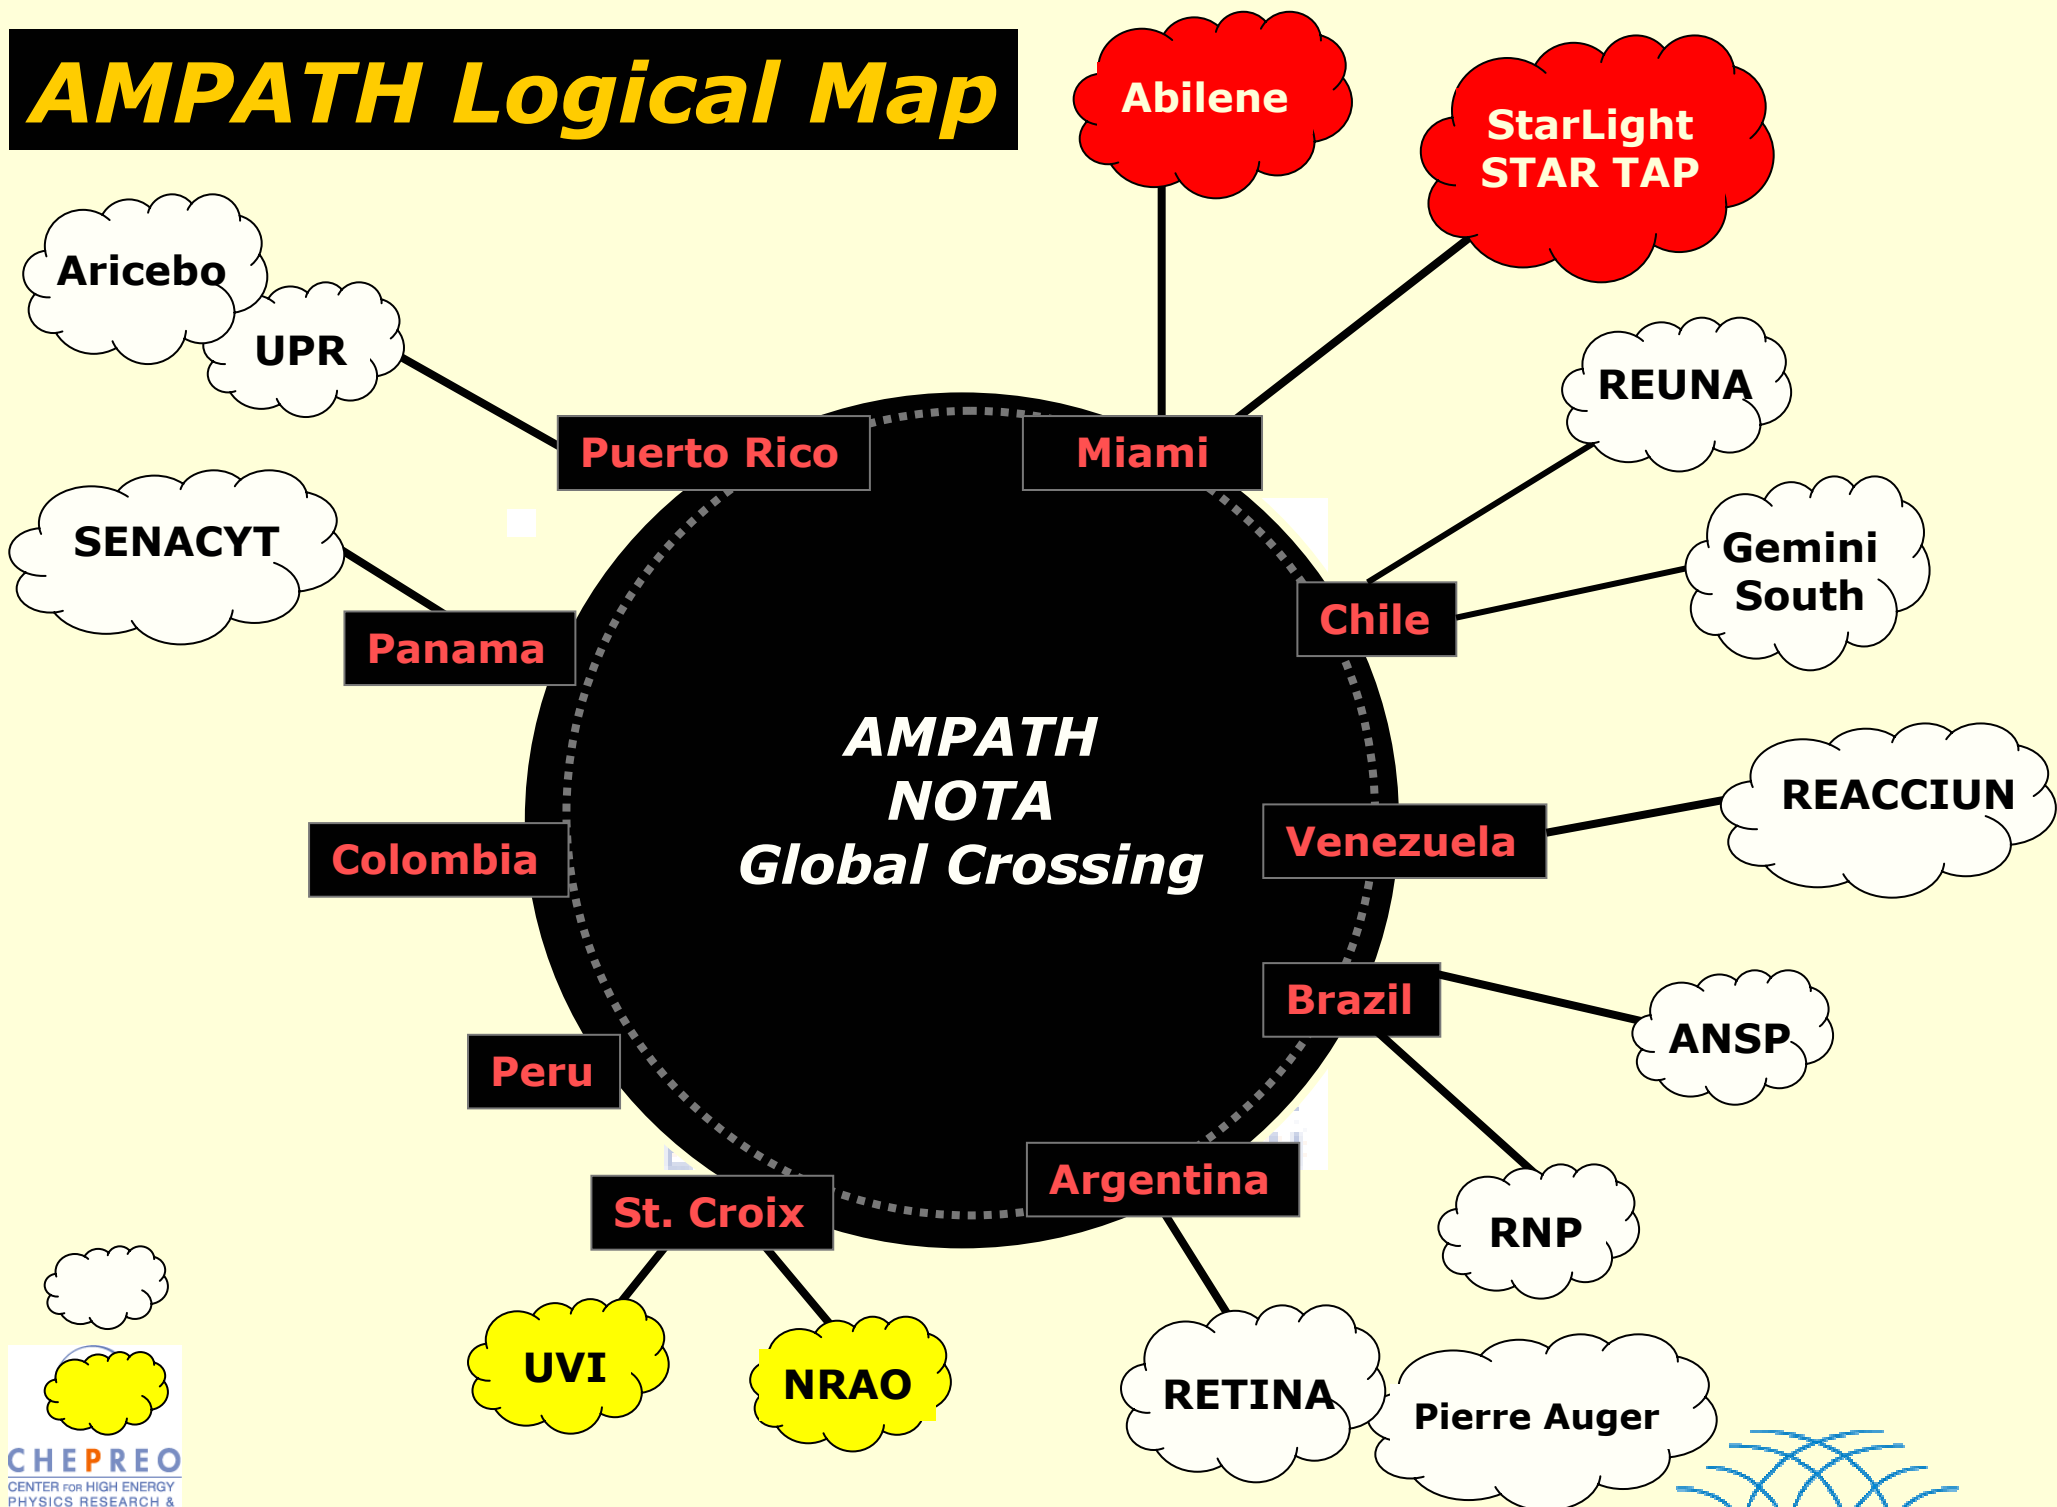 AMPATH Logical Map
Abilene
StarLight
STAR TAP
Aricebo
UPR
REUNA
Puerto Rico
Miami
SENACYT
Gemini
South
Chile
Panama
AMPATH
NOTA
Global Crossing
REACCIUN
Venezuela
Colombia
Brazil
ANSP
Peru
Argentina
St. Croix
RNP
UVI
NRAO
RETINA
Pierre Auger
CHEPREO
CENTER FOR HIGH ENERGY
PHYSICS RESEARCH &